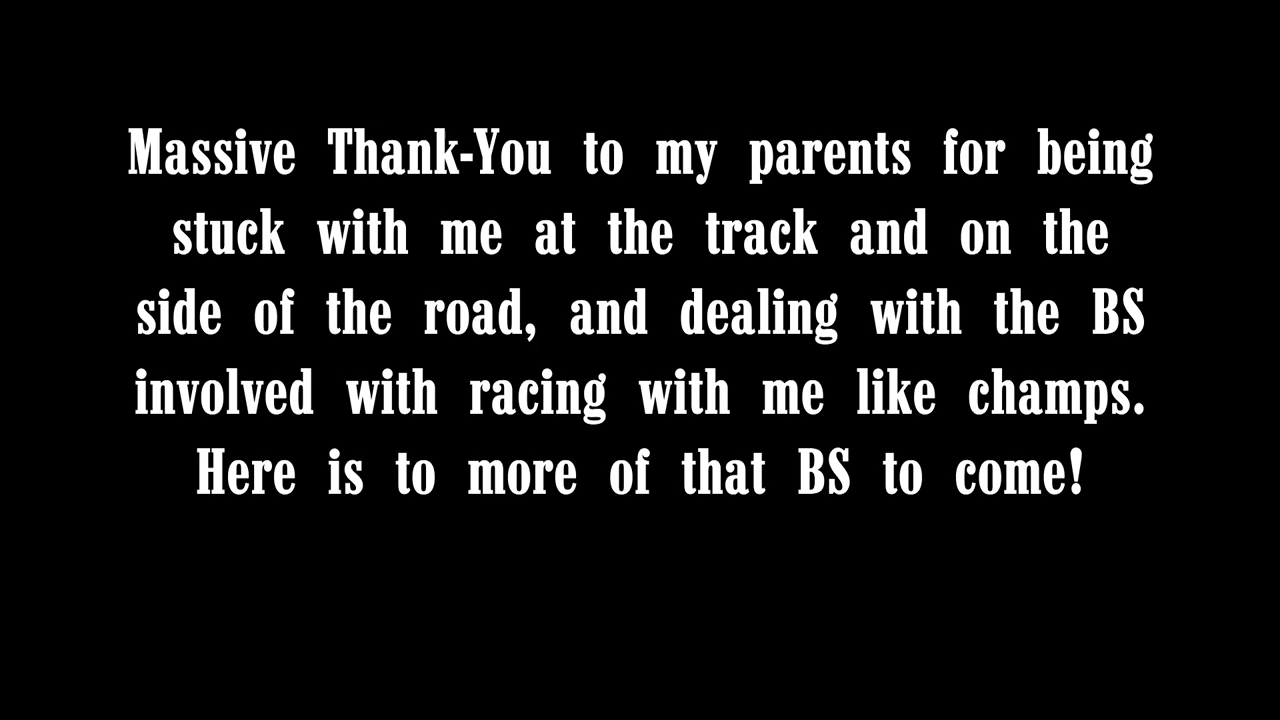 Massive Thank-You to my parents for being
stuck with me at the track and on the
side of the road, and dealing with the BS
involved with racing with me like champs.
Here is to more of that BS to come!